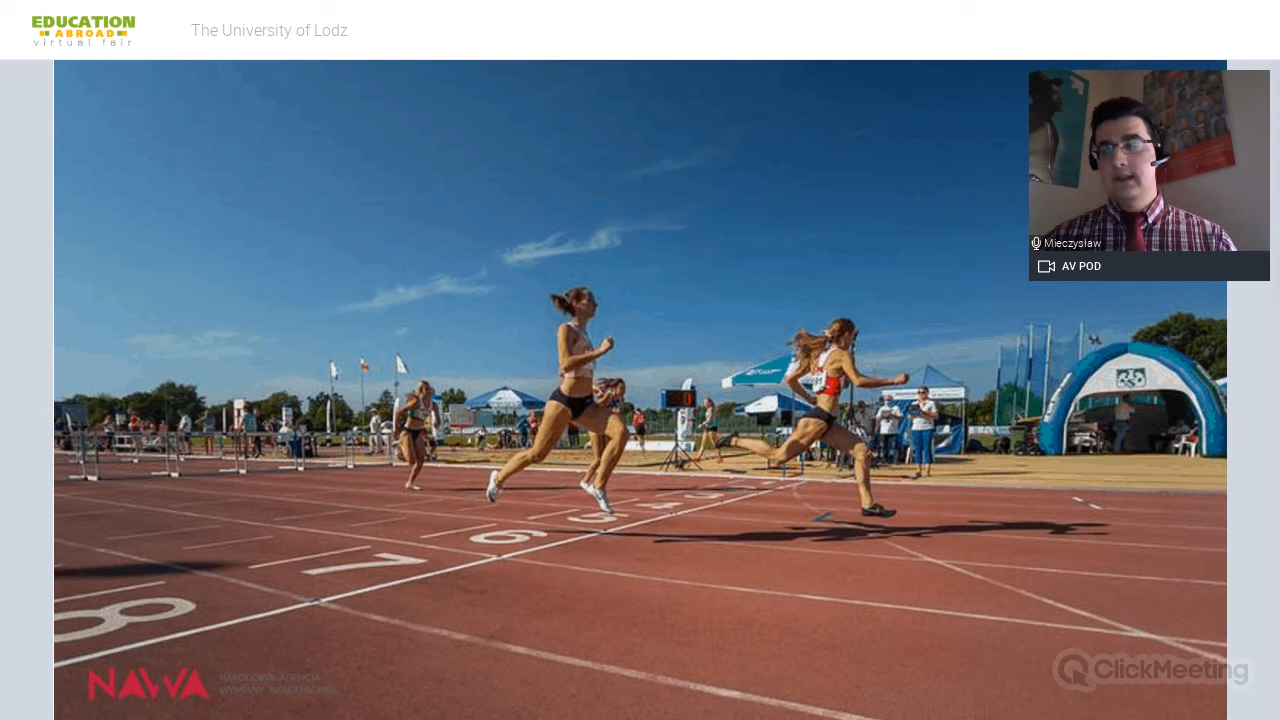 EDUCATION
ABROAD
virtual fair
The University of Lodz
Mieczysław
AV POD
8
7
6
5
4
3
NAWA
NARODOWA AGENCJA
WYMIANY AKADEMICKIEJ
ClickMeeting